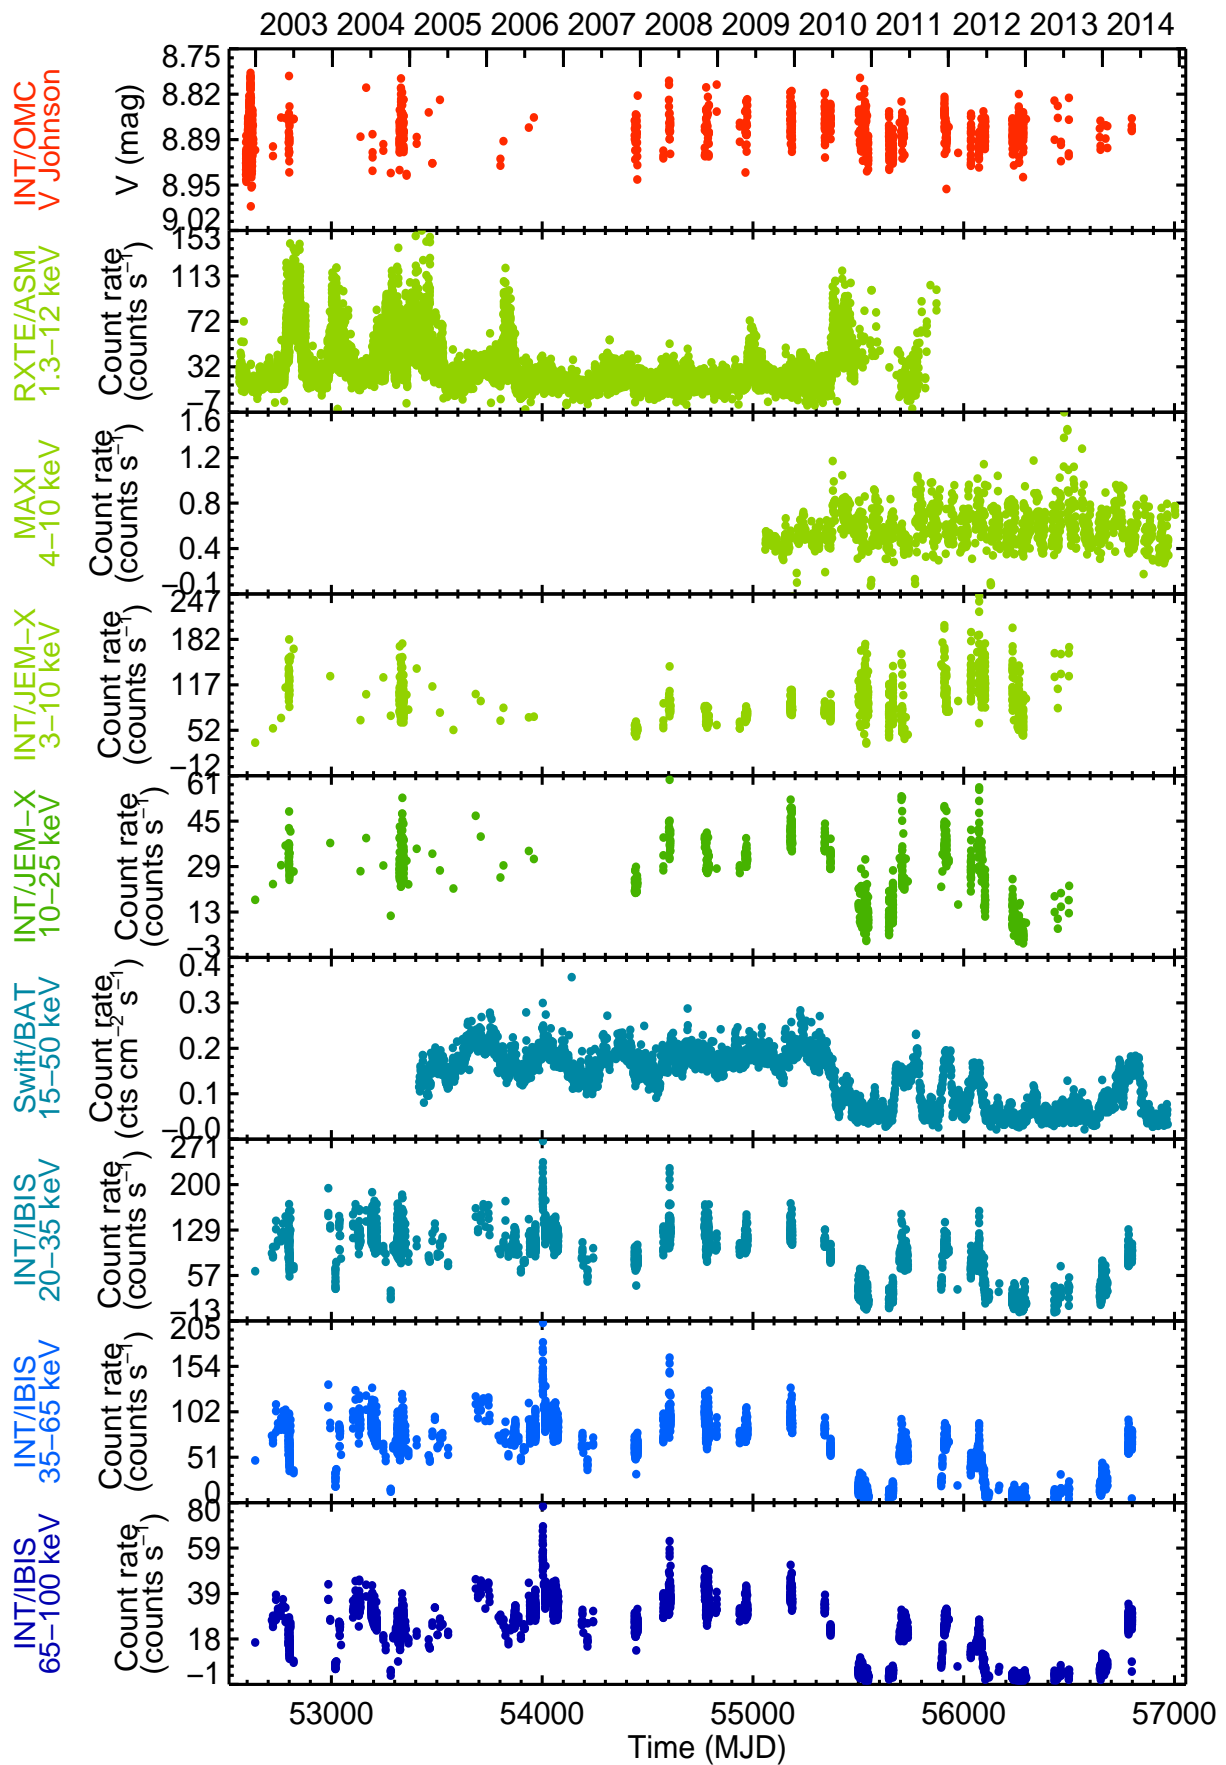 2003 2004 2005 2006 2007 2008 2009 2010 2011 2012 2013 2014
INT/OMC
V Johnson
V (mag)
8.75
8.82
8.89
8.95
9.02
RXTE/ASM
1.3−12 keV
Count rate
(counts s−1)
153
113
72
32
−7
MAXI
4−10 keV
Count rate
(counts s−1)
1.6
1.2
0.8
0.4
−0.1
INT/JEM−X
3−10 keV
Count rate
(counts s−1)
247
182
117
52
−12
INT/JEM−X
10−25 keV
Count rate
(counts s−1)
61
45
29
13
−3
Swift/BAT
15−50 keV
Count rate
(cts cm−2 s−1)
0.4
0.3
0.2
0.1
−0.0
INT/IBIS
20−35 keV
Count rate
(counts s−1)
271
200
129
57
−13
INT/IBIS
35−65 keV
Count rate
(counts s−1)
205
154
102
51
0
INT/IBIS
65−100 keV
Count rate
(counts s−1)
80
59
39
18
−1
53000 54000 55000 56000 57000
Time (MJD)